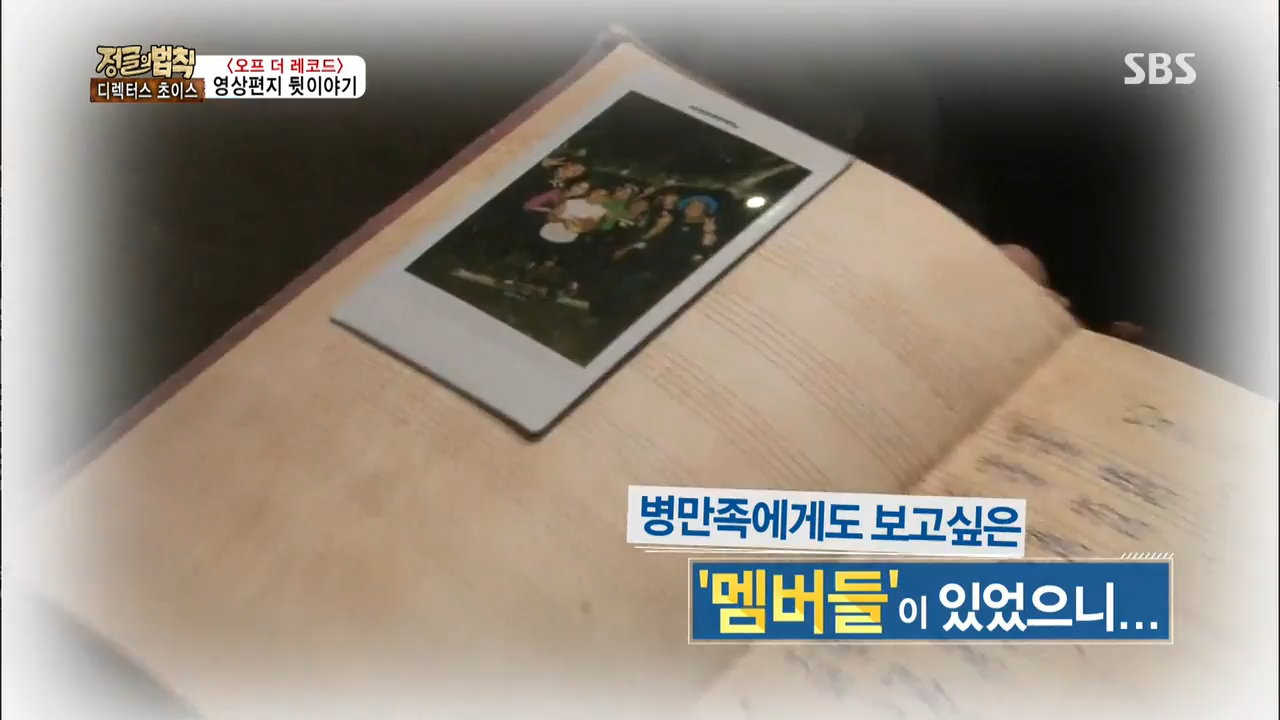 정글의 법칙
디렉터스 초이스
<오프 더 레코드>
영상편지 뒷이야기
SBS
병만족에게도 보고싶은
'멤버들'이 있었으니...